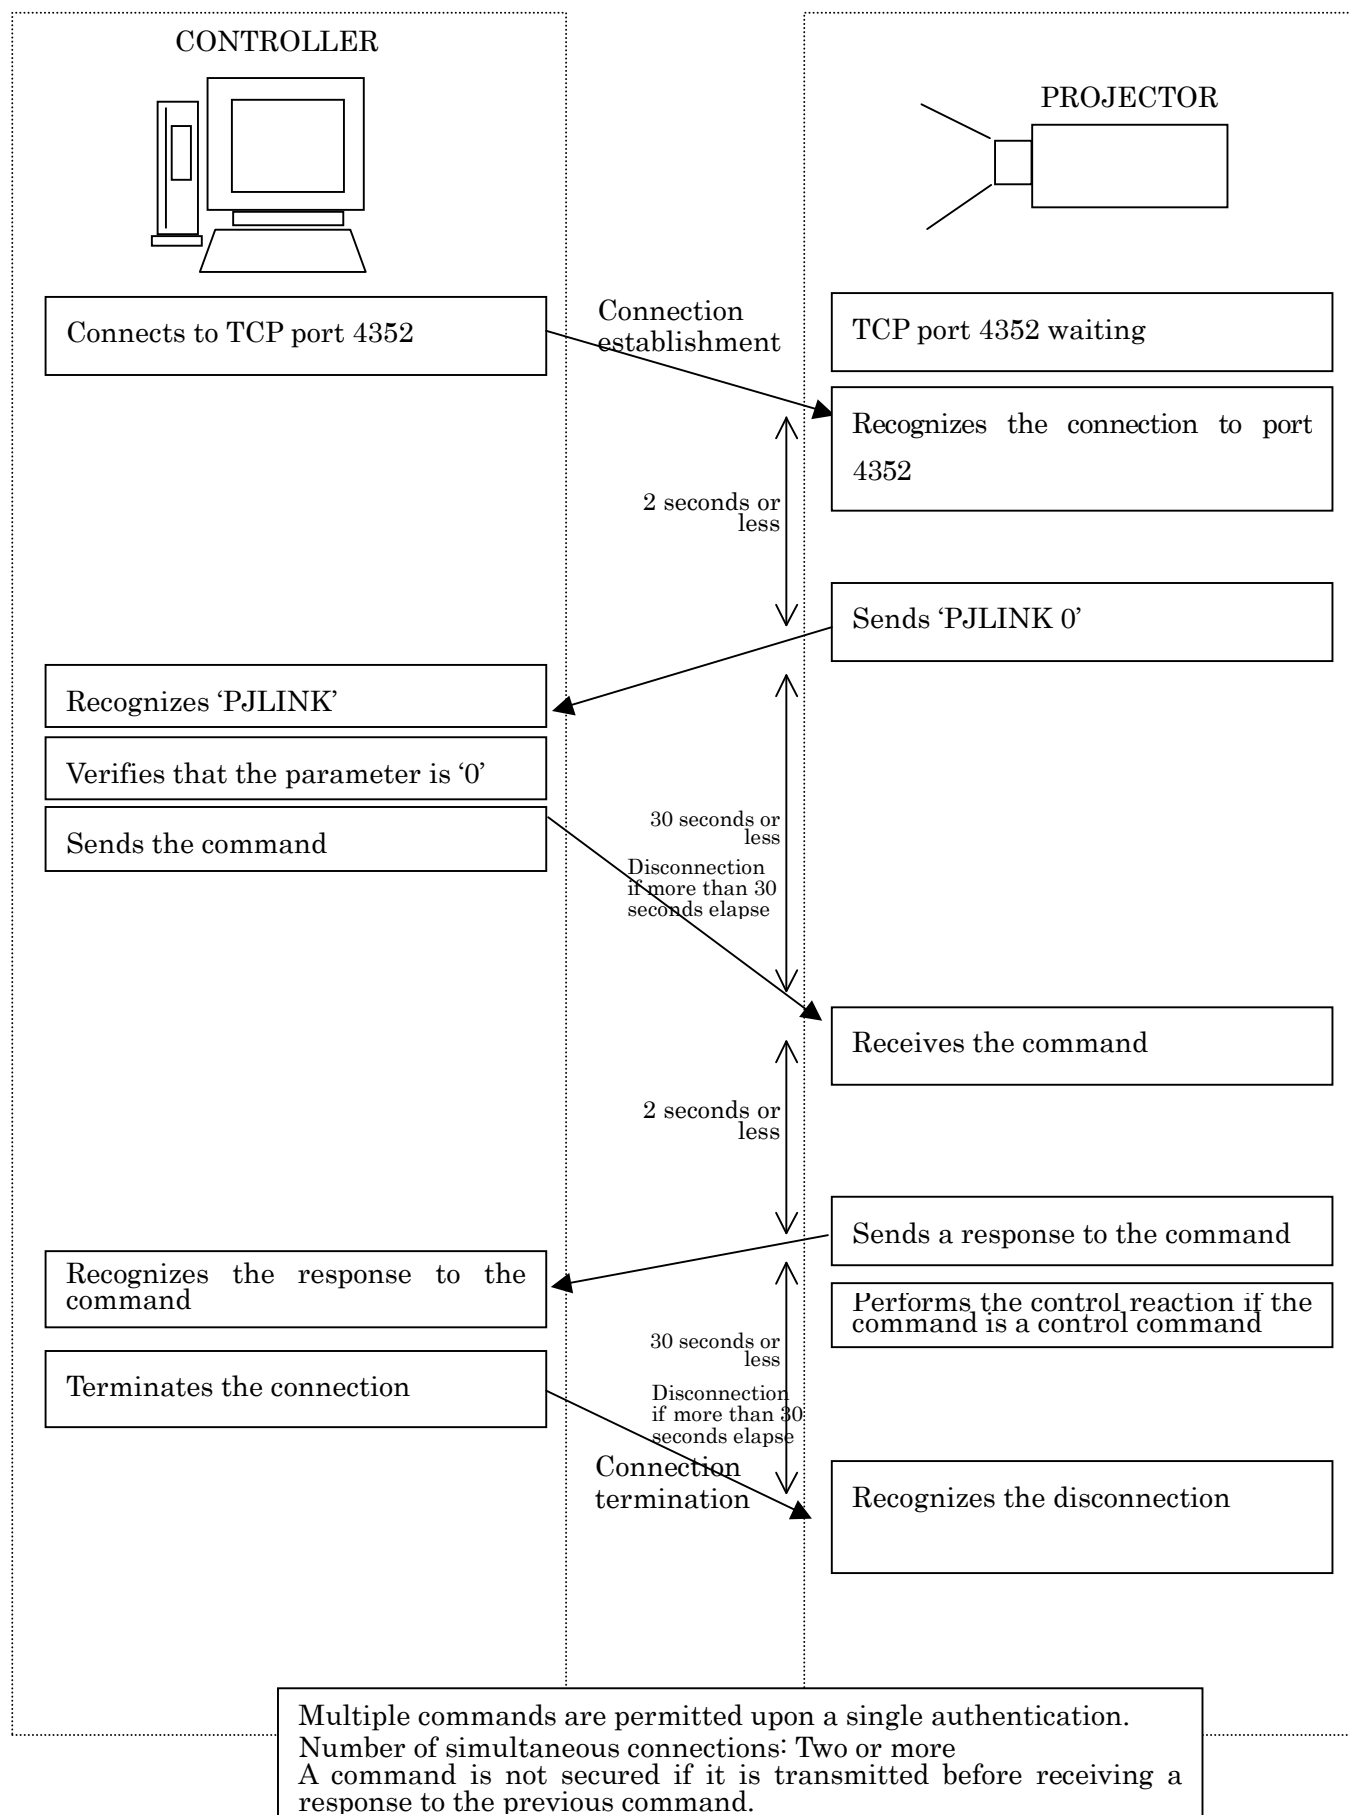 CONTROLLER
PROJECTOR
Connects to TCP port 4352
Connection
establishment
TCP port 4352 waiting
Recognizes the connection to port
4352
2 seconds or
less
Sends ‘PJLINK 0’
Recognizes ‘PJLINK’
Verifies that the parameter is ‘0’
Sends the command
30 seconds or
less
Disconnection
if more than 30
seconds elapse
Receives the command
2 seconds or
less
Sends a response to the command
Recognizes the response to the
command
Performs the control reaction if the
command is a control command
30 seconds or
less
Terminates the connection
Disconnection
if more than 30
seconds elapse
Connection
termination
Recognizes the disconnection
Multiple commands are permitted upon a single authentication.
Number of simultaneous connections: Two or more
A command is not secured if it is transmitted before receiving a
response to the previous command.